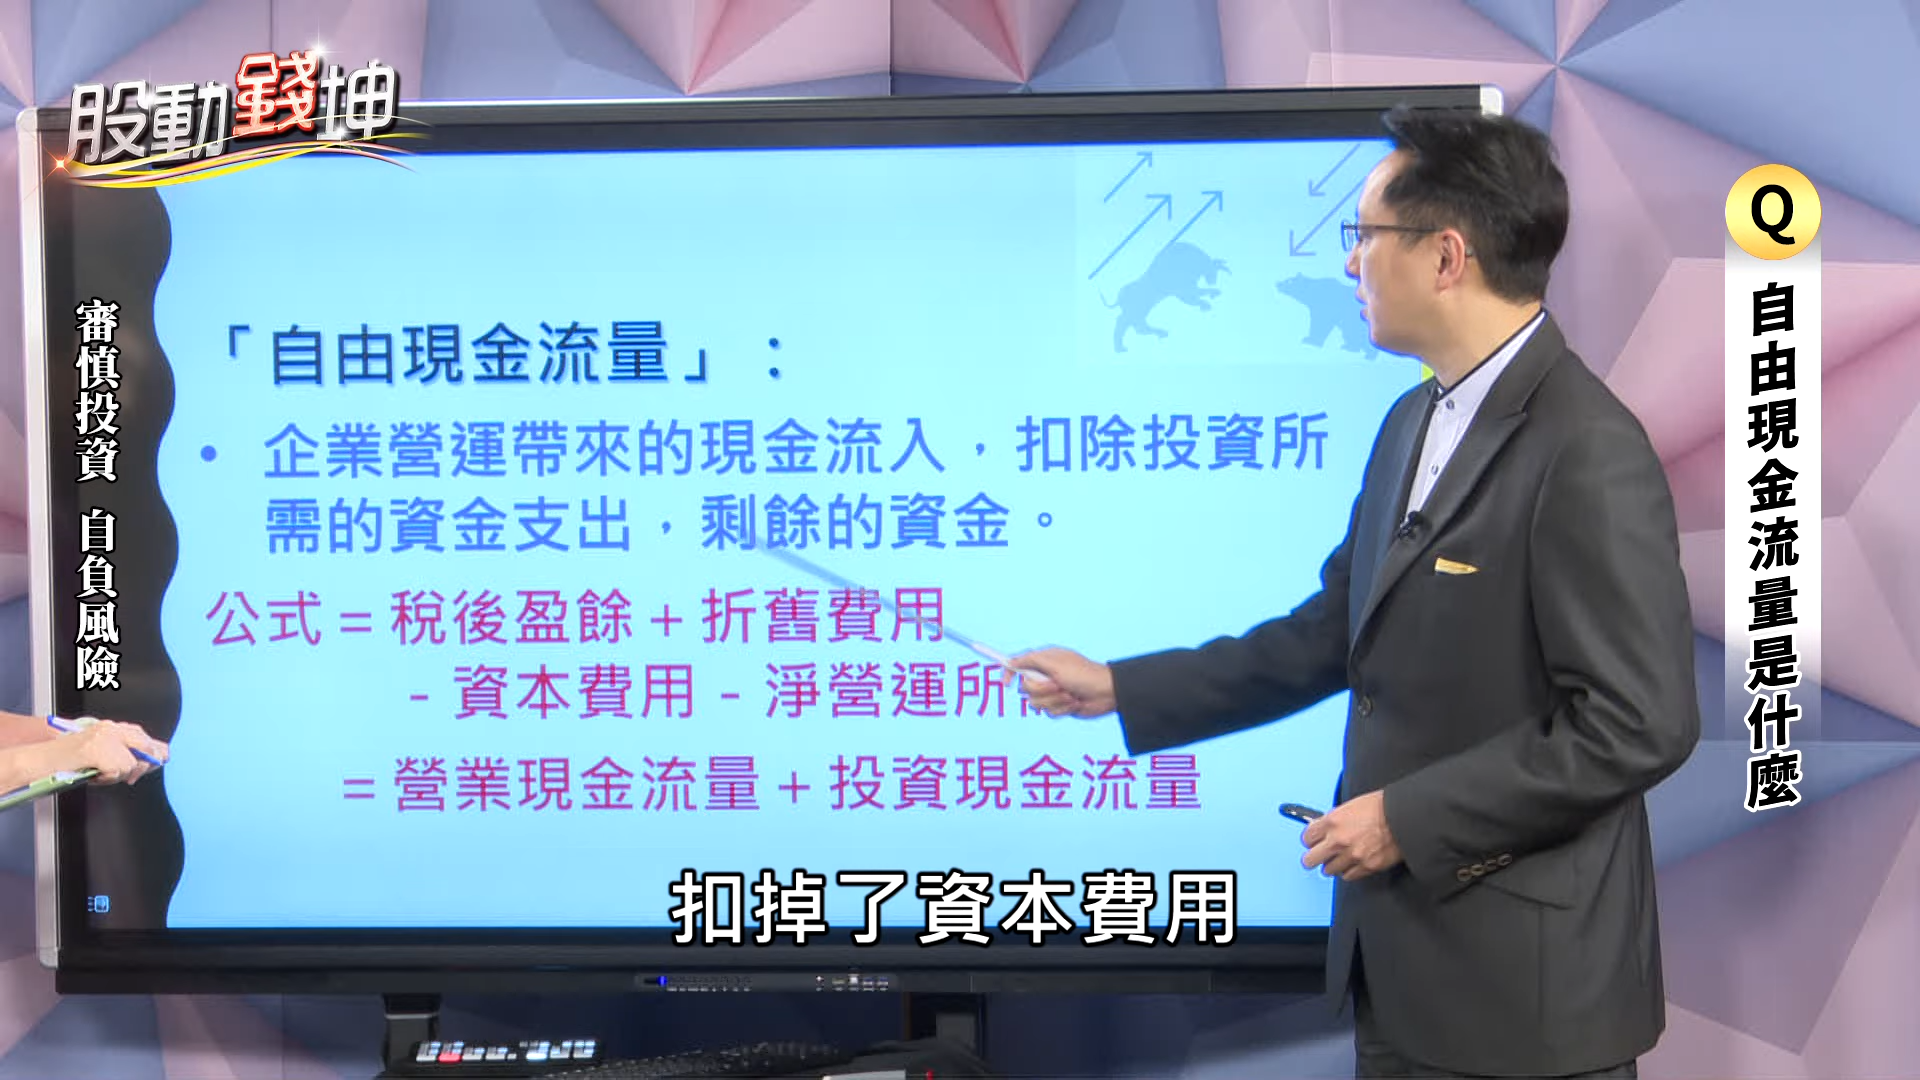 股動錢坤
審慎投資 自負風險
「自由現金流量」:
• 企業營運帶來的現金流入,扣除投資所
需的資金支出,剩餘的資金。
公式=稅後盈餘+折舊費用
-資本費用-淨營運所
=營業現金流量+投資現金流量
Q
自由現金流量是什麼
扣掉了資本費用